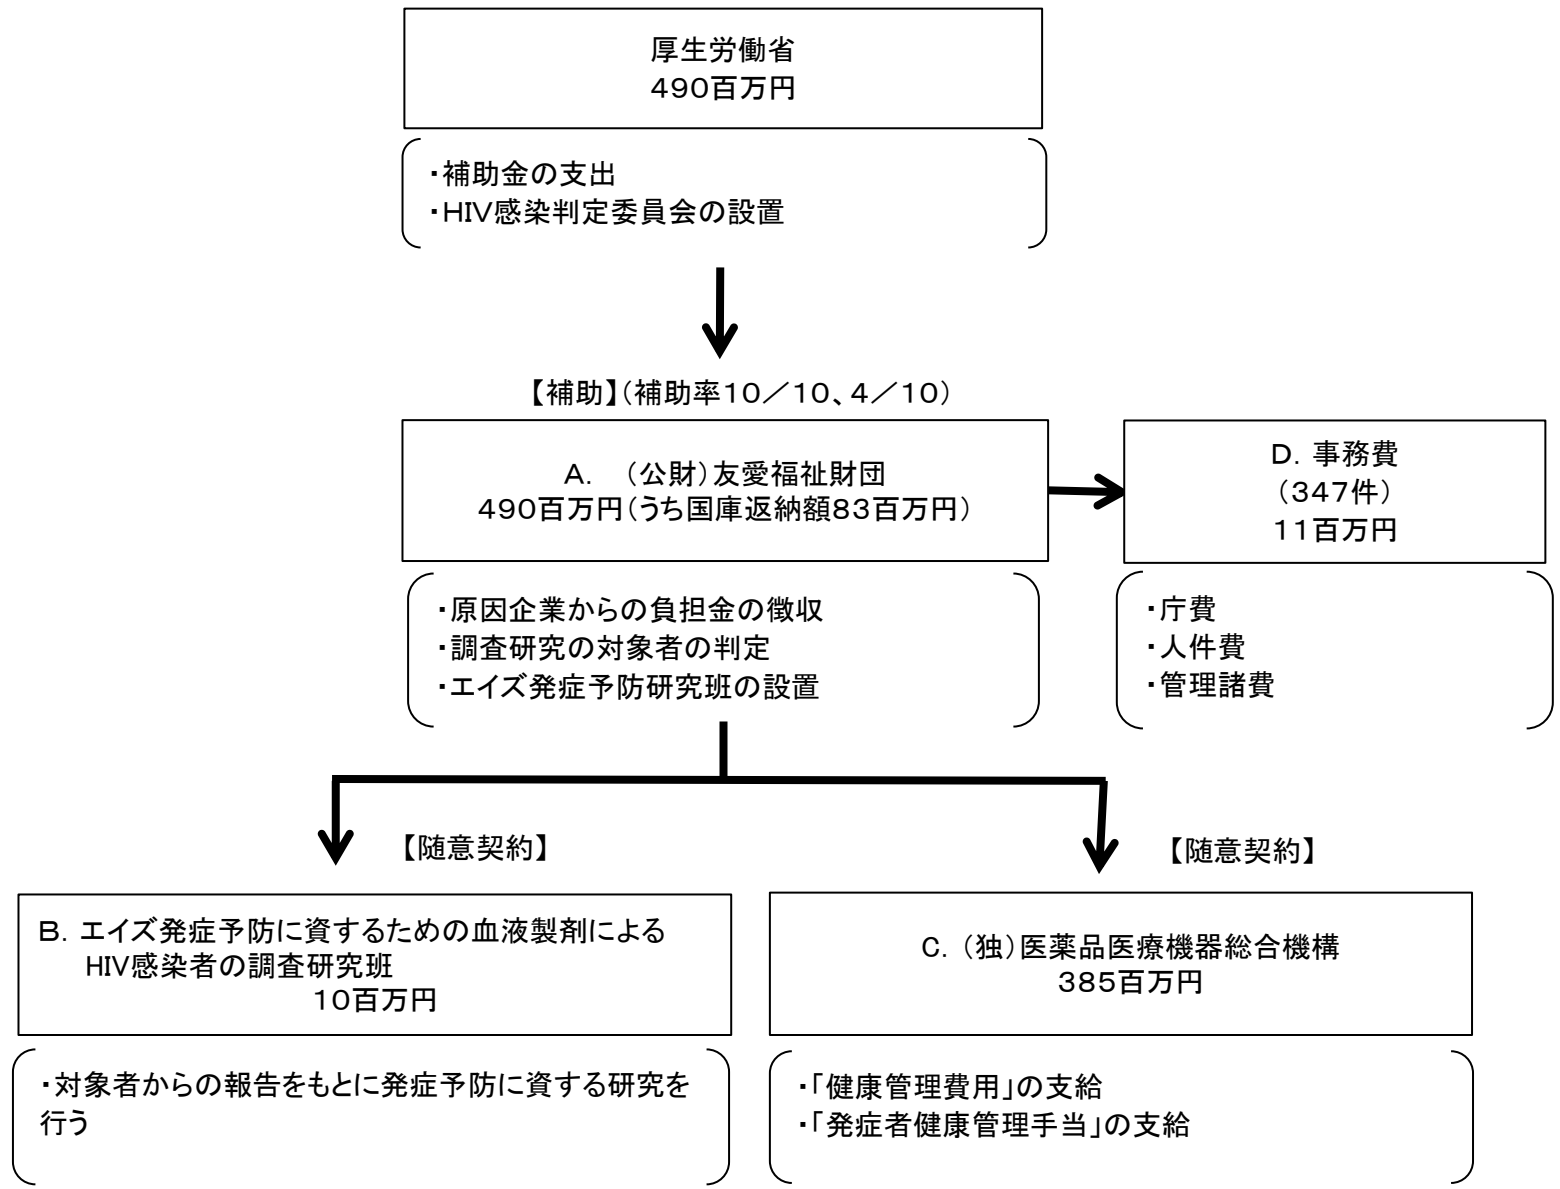 厚生労働省
490百万円
・補助金の支出
・HIV感染判定委員会の設置
【補助】（補助率10／10、4／10）
A.　（公財）友愛福祉財団
490百万円（うち国庫返納額83百万円）
D. 事務費
（347件）
11百万円
・原因企業からの負担金の徴収
・調査研究の対象者の判定
・エイズ発症予防研究班の設置
・庁費
・人件費
・管理諸費
【随意契約】
【随意契約】
B. エイズ発症予防に資するための血液製剤による
HIV感染者の調査研究班
10百万円
C. （独）医薬品医療機器総合機構
385百万円
・対象者からの報告をもとに発症予防に資する研究を
行う
・「健康管理費用」の支給
・「発症者健康管理手当」の支給